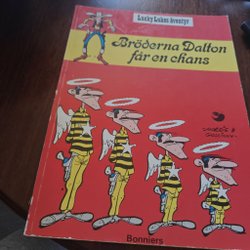 Lucky Lukes äventyr
Bröderna Dalton
får en chans
Bonniers